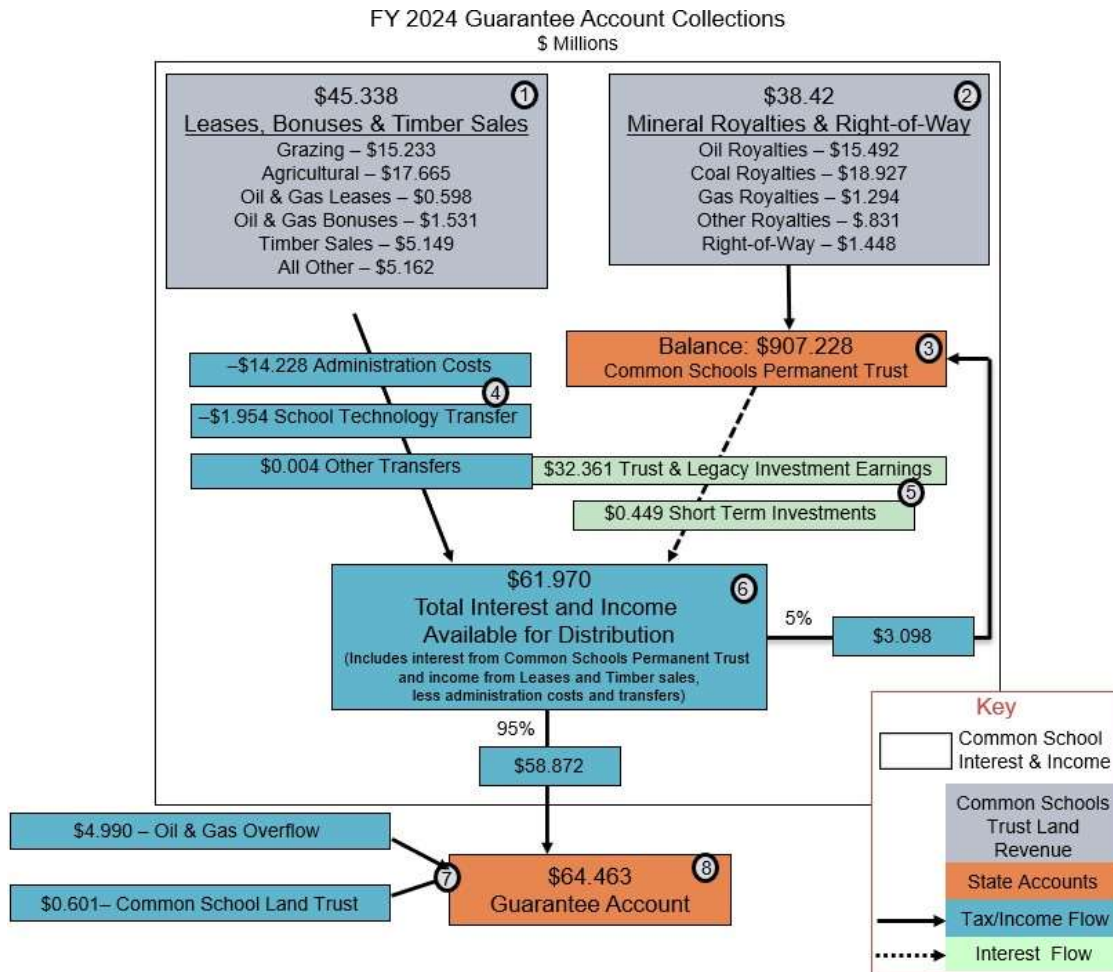 FY 2024 Guarantee Account Collections
$ Millions
$45.338
1
Leases, Bonuses & Timber Sales
Grazing – $15.233
Agricultural – $17.665
Oil & Gas Leases – $0.598
Oil & Gas Bonuses – $1.531
Timber Sales – $5.149
All Other – $5.162
$38.42
2
Mineral Royalties & Right-of-Way
Oil Royalties – $15.492
Coal Royalties – $18.927
Gas Royalties – $1.294
Other Royalties – $.831
Right-of-Way – $1.448
Balance: $907.228
3
Common Schools Permanent Trust
–$14.228 Administration Costs
4
–$1.954 School Technology Transfer
$0.004 Other Transfers
$32.361 Trust & Legacy Investment Earnings
5
$0.449 Short Term Investments
$61.970
6
Total Interest and Income
Available for Distribution
(Includes interest from Common Schools Permanent Trust
and income from Leases and Timber sales,
less administration costs and transfers)
5%
$3.098
95%
$58.872
$4.990 – Oil & Gas Overflow
7
$0.601– Common School Land Trust
$64.463
8
Guarantee Account
Key
Common School
Interest & Income
Common Schools
Trust Land
Revenue
State Accounts
Tax/Income Flow
Interest Flow